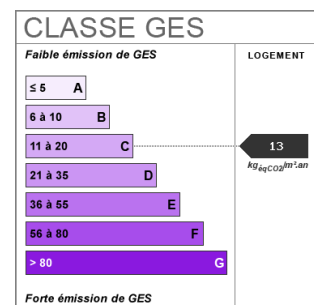 CLASSE GES
Faible émission de GES
LOGEMENT
≤ 5 A
6 à 10 B
11 à 20 C
13
kgéqCO2/m².an
21 à 35 D
36 à 55 E
56 à 80 F
> 80 G
Forte émission de GES